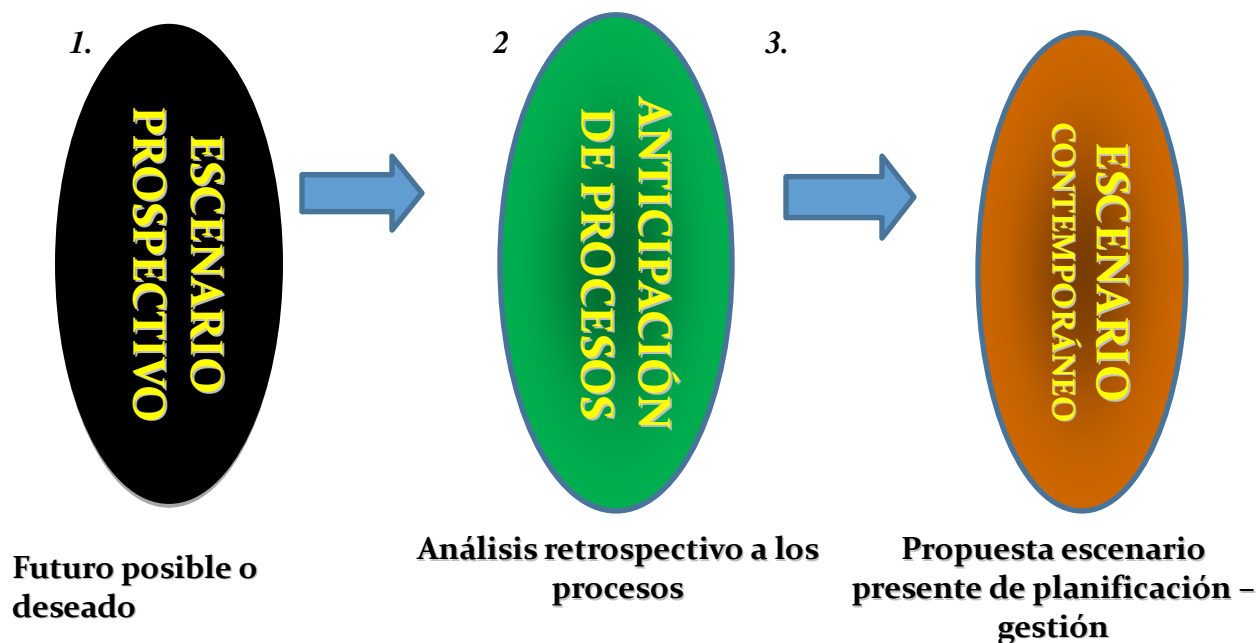 1.
ESCENARIO
PROSPECTIVO
Futuro posible o
deseado
2
ANTICIPACIÓN
DE PROCESOS
Análisis retrospectivo a los
procesos
3.
ESCENARIO
CONTEMPORÁNEO
Propuesta escenario
presente de planificación –
gestión